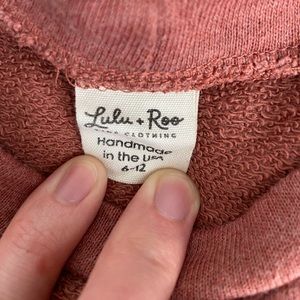 Lulu + Roo
CLOTHING
Handmade
in the USA
6-12